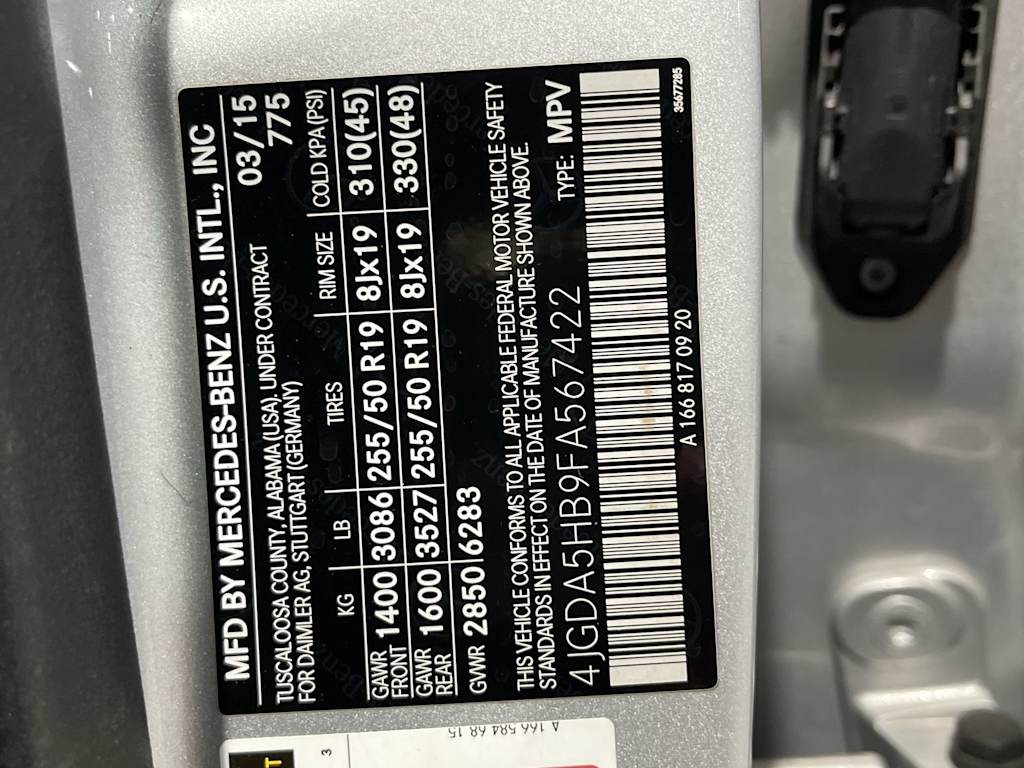 MFD BY MERCEDES-BENZ U.S. INTL., INC
TUSCALOOSA COUNTY, ALABAMA (USA), UNDER CONTRACT 03/15
FOR DAIMLER AG, STUTTGART (GERMANY) 775
KG LB TIRES RIM SIZE COLD KPA (PSI)
GAWR FRONT 1400 3086 255/50 R19 8Jx19 310(45)
GAWR REAR 1600 3527 255/50 R19 8Jx19 330(48)
GVWR 2850 6283
THIS VEHICLE CONFORMS TO ALL APPLICABLE FEDERAL MOTOR VEHICLE SAFETY
STANDARDS IN EFFECT ON THE DATE OF MANUFACTURE SHOWN ABOVE.
4JGDA5HB9FA567422 TYPE: MPV
A 166 817 09 20 35677285
A 166 584 68 15
3